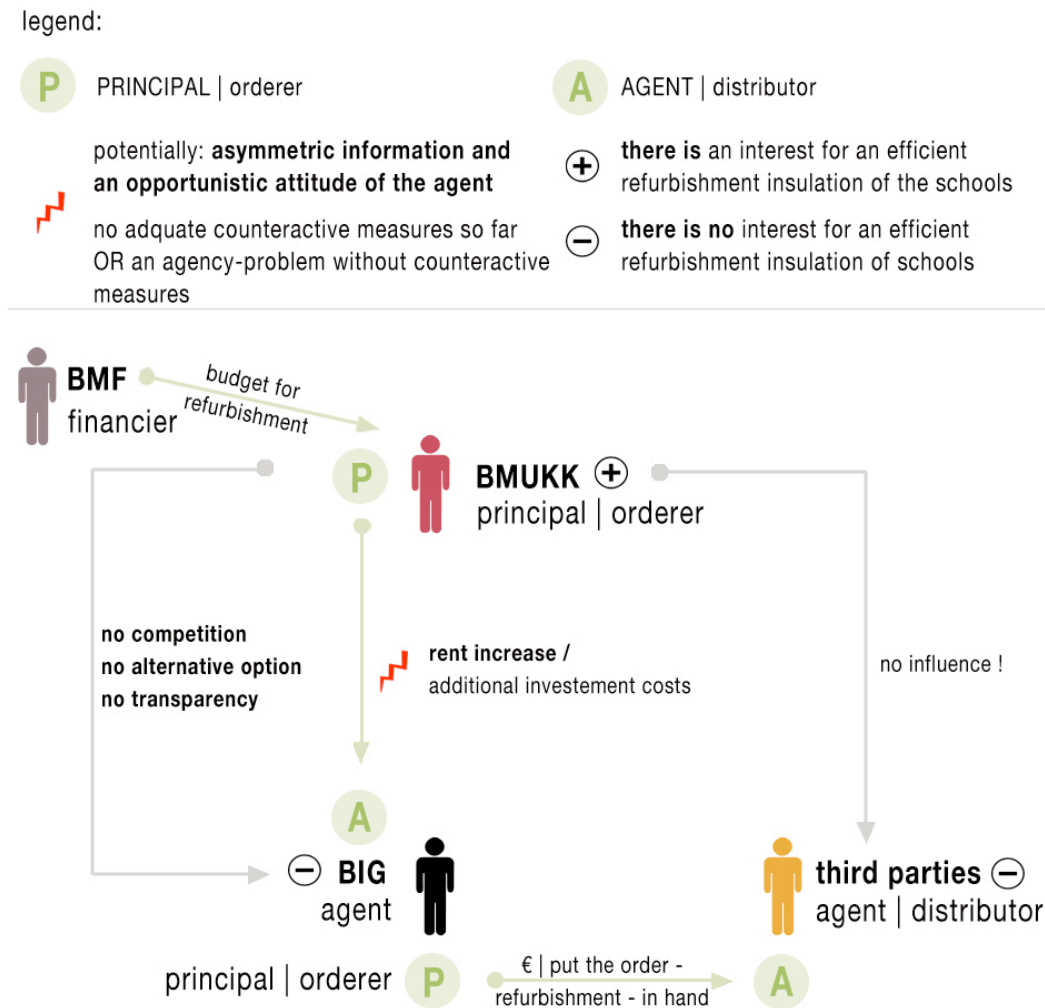 legend:
P PRINCIPAL | orderer
potentially: asymmetric information and
an opportunistic attitude of the agent
no adquate counteractive measures so far
OR an agency-problem without counteractive
measures
A AGENT | distributor
+ there is an interest for an efficient
refurbishment insulation of the schools
− there is no interest for an efficient
refurbishment insulation of schools
BMF
financier
budget for
refurbishment
P
BMUKK +
principal | orderer
no competition
no alternative option
no transparency
rent increase /
additional investement costs
no influence !
A
− BIG
agent
third parties −
agent | distributor
principal | orderer P
€ | put the order -
refurbishment - in hand
A